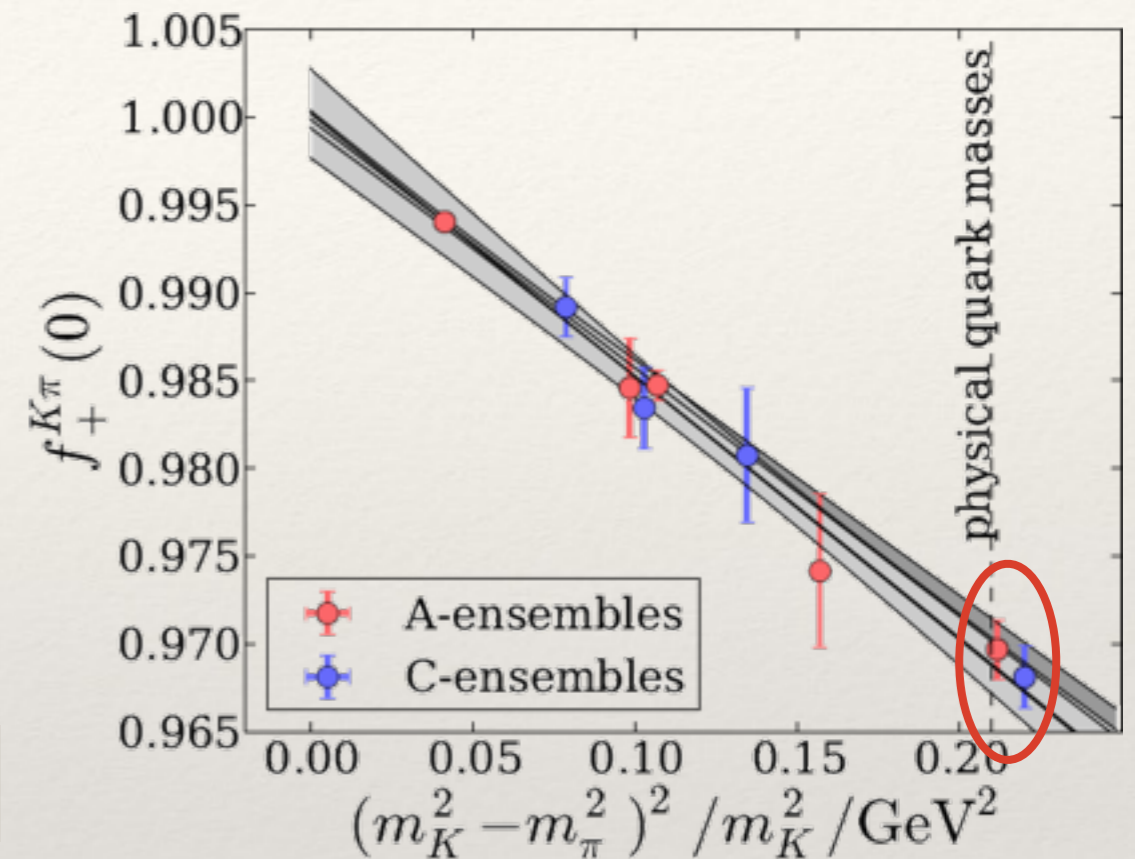 1.005
1.000
0.995
0.990
0.985
0.980
0.975
0.970
0.965
f₊ᴷᵖ(0)
physical quark masses
A-ensembles
C-ensembles
0.00 0.05 0.10 0.15 0.20
(m_K^2 − m_π^2)^2 /m_K^2 /GeV^2